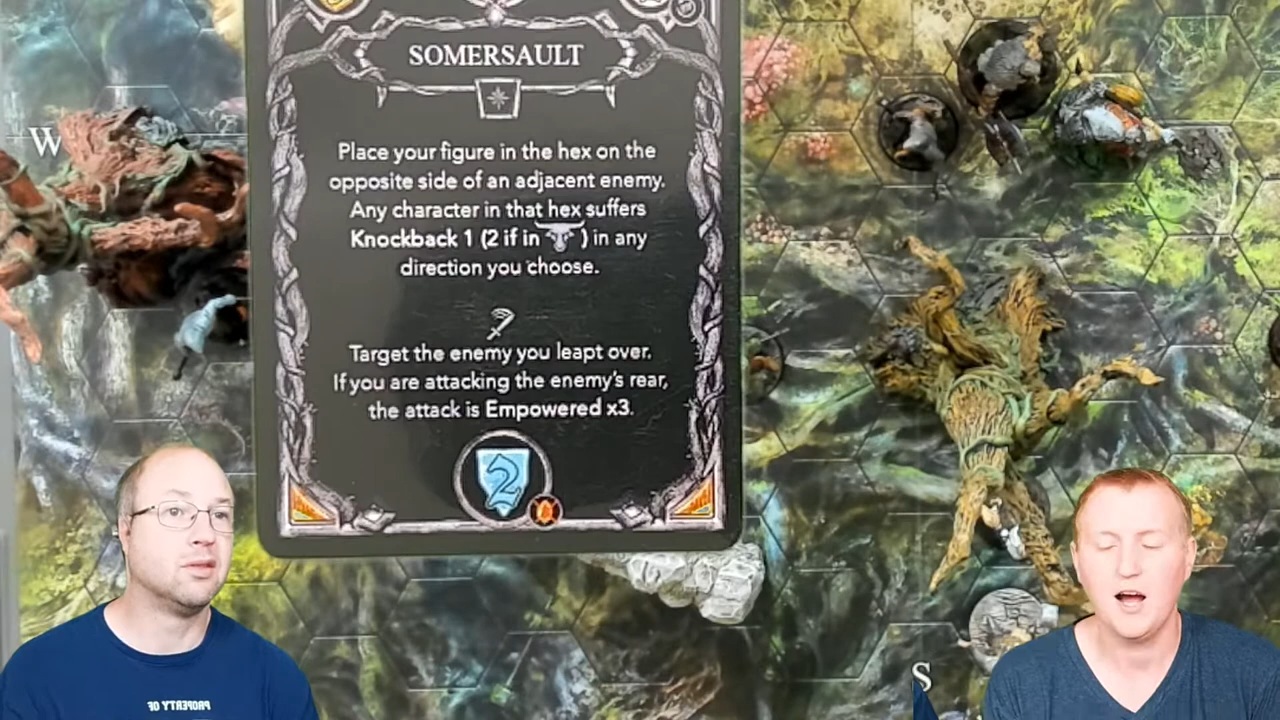 SOMERSAULT
W
Place your figure in the hex on the
opposite side of an adjacent enemy.
Any character in that hex suffers
Knockback 1 (2 if in ) in any
direction you choose.
Target the enemy you leapt over.
If you are attacking the enemy's rear,
the attack is Empowered x3.
2
PROPERTY OF
S